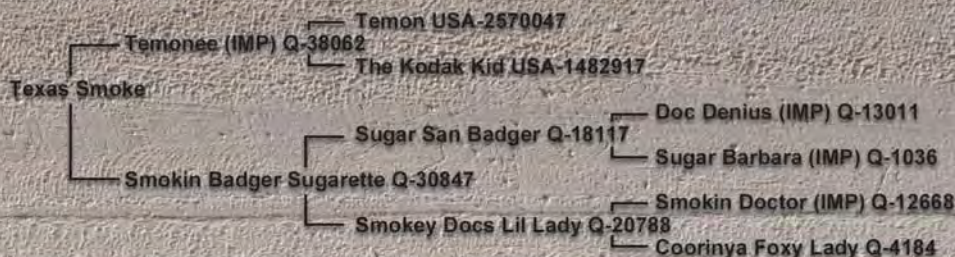 Temon USA-2570047
Temonee (IMP) Q-38062
The Kodak Kid USA-1482917
Texas Smoke
Doc Denius (IMP) Q-13011
Sugar San Badger Q-18117
Sugar Barbara (IMP) Q-1036
Smokin Badger Sugarette Q-30847
Smokin Doctor (IMP) Q-12668
Smokey Docs Lil Lady Q-20788
Coorinya Foxy Lady Q-4184